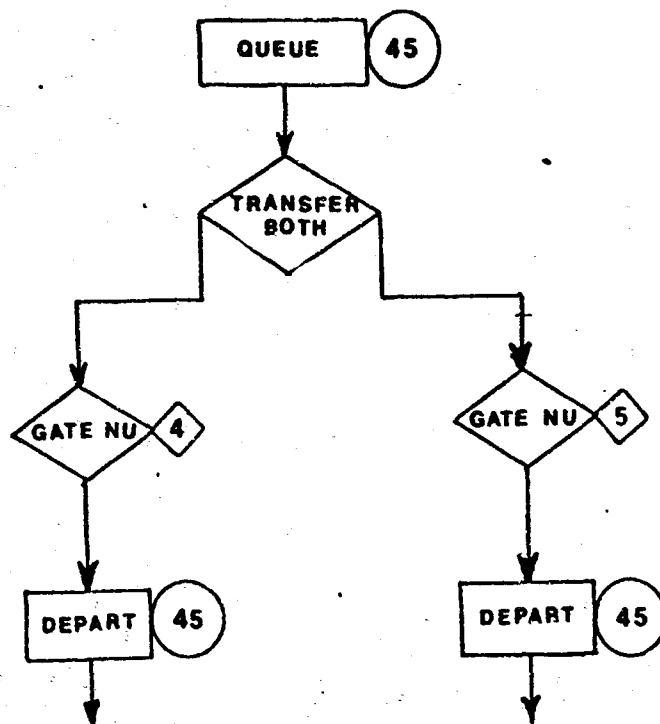 QUEUE 45
TRANSFER
BOTH
GATE NU 4
GATE NU 5
DEPART 45
DEPART 45